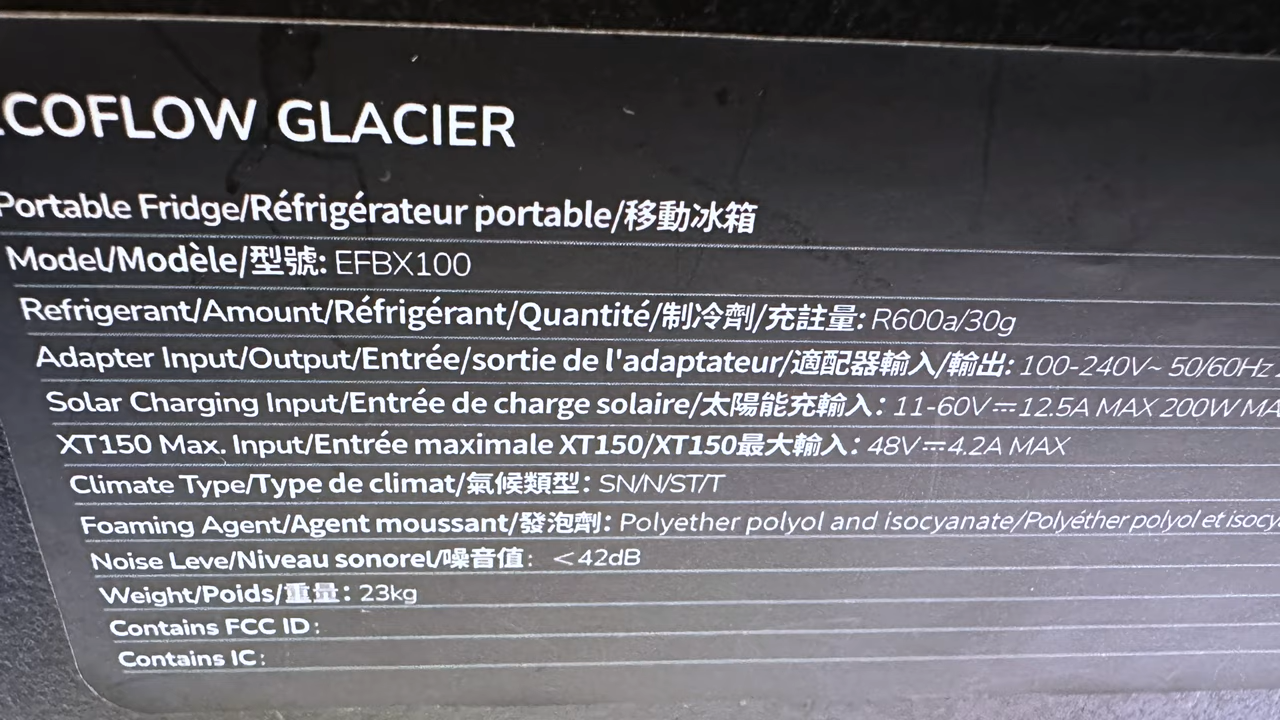 ECOFLOW GLACIER
Portable Fridge/Réfrigérateur portable/移動冰箱
Model/Modèle/型號: EFBX100
Refrigerant/Amount/Réfrigérant/Quantité/制冷劑/充註量: R600a/30g
Adapter Input/Output/Entrée/sortie de l'adaptateur/適配器輸入/輸出: 100-240V~ 50/60Hz
Solar Charging Input/Entrée de charge solaire/太陽能充輸入: 11-60V⎓12.5A MAX 200W MA
XT150 Max. Input/Entrée maximale XT150/XT150最大輸入: 48V⎓4.2A MAX
Climate Type/Type de climat/氣候類型: SN/N/ST/T
Foaming Agent/Agent moussant/發泡劑: Polyether polyol and isocyanate/Polyéther polyol et isocy
Noise Leve/Niveau sonorel/噪音值: <42dB
Weight/Poids/重量: 23kg
Contains FCC ID:
Contains IC: